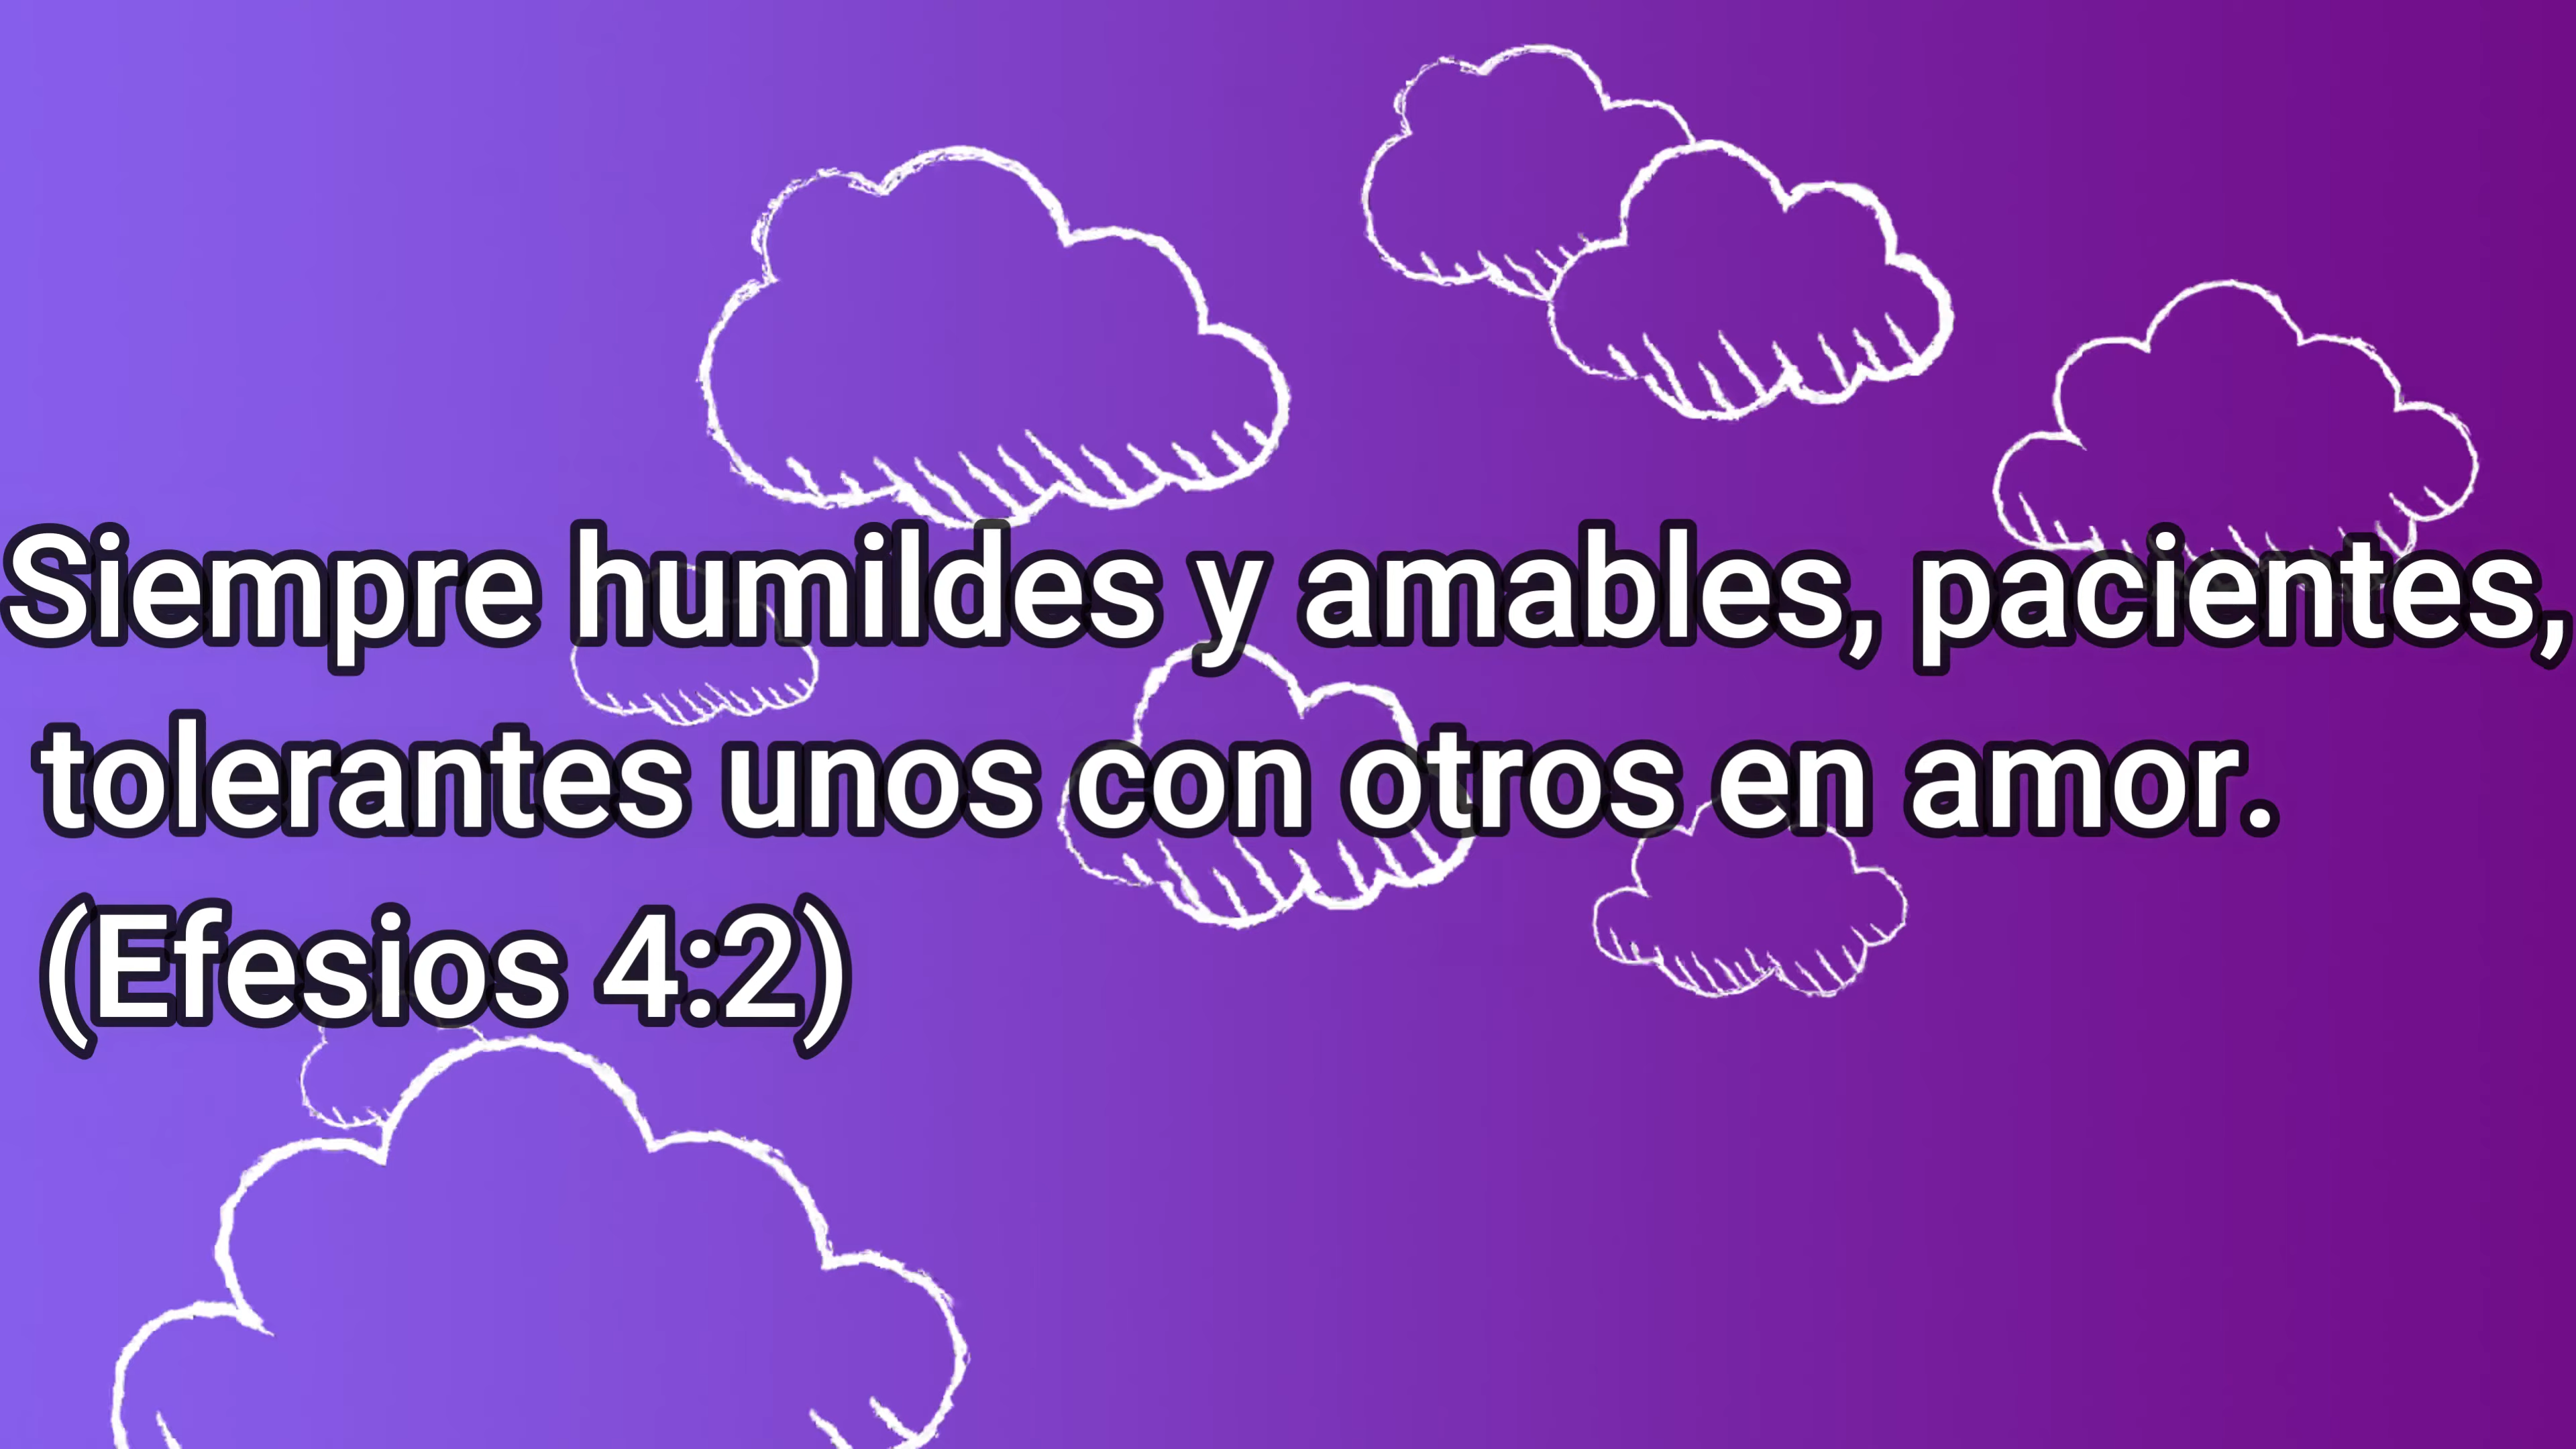 Siempre humildes y amables, pacientes,
tolerantes unos con otros en amor.
(Efesios 4:2)